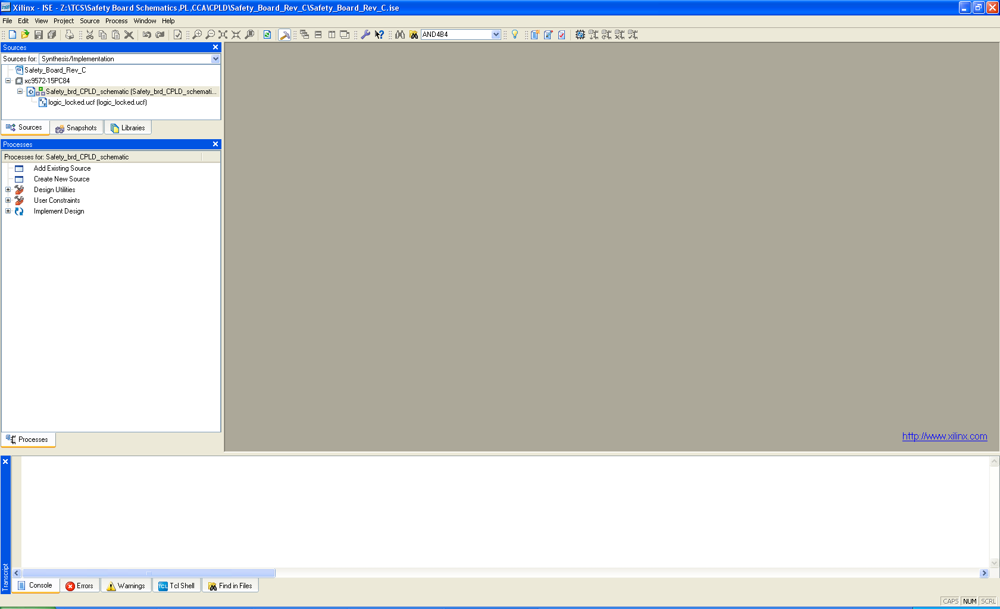 Xilinx - ISE - Z:\TCS\Safety Board Schematics,PL,CCA\CPLD\Safety_Board_Rev_C\Safety_Board_Rev_C.ise
File Edit View Project Source Process Window Help
AND4B4
Sources
Sources for: Synthesis/Implementation
Safety_Board_Rev_C
xc9572-15PC84
Safety_brd_CPLD_schematic (Safety_brd_CPLD_schemati...
logic_locked.ucf (logic_locked.ucf)
Sources Snapshots Libraries
Processes
Processes for: Safety_brd_CPLD_schematic
Add Existing Source
Create New Source
Design Utilities
User Constraints
Implement Design
Processes
http://www.xilinx.com
Transcript
Console Errors Warnings TCL Tcl Shell Find in Files
CAPS NUM SCRL